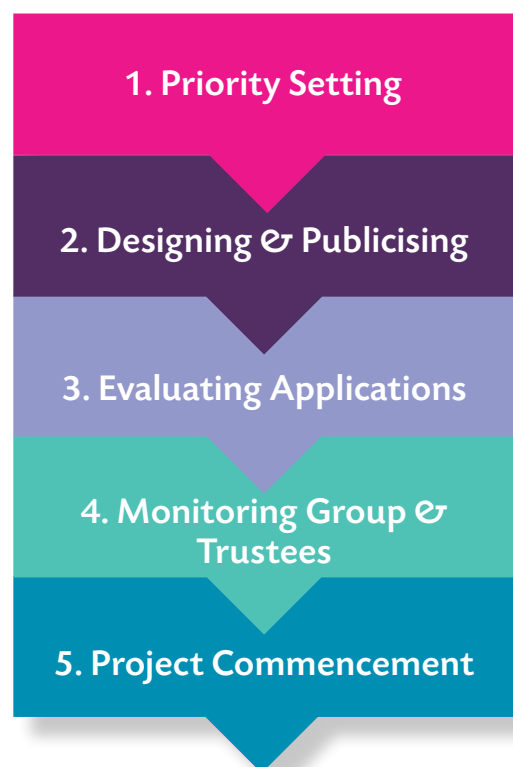 1. Priority Setting
2. Designing & Publicising
3. Evaluating Applications
4. Monitoring Group &
Trustees
5. Project Commencement